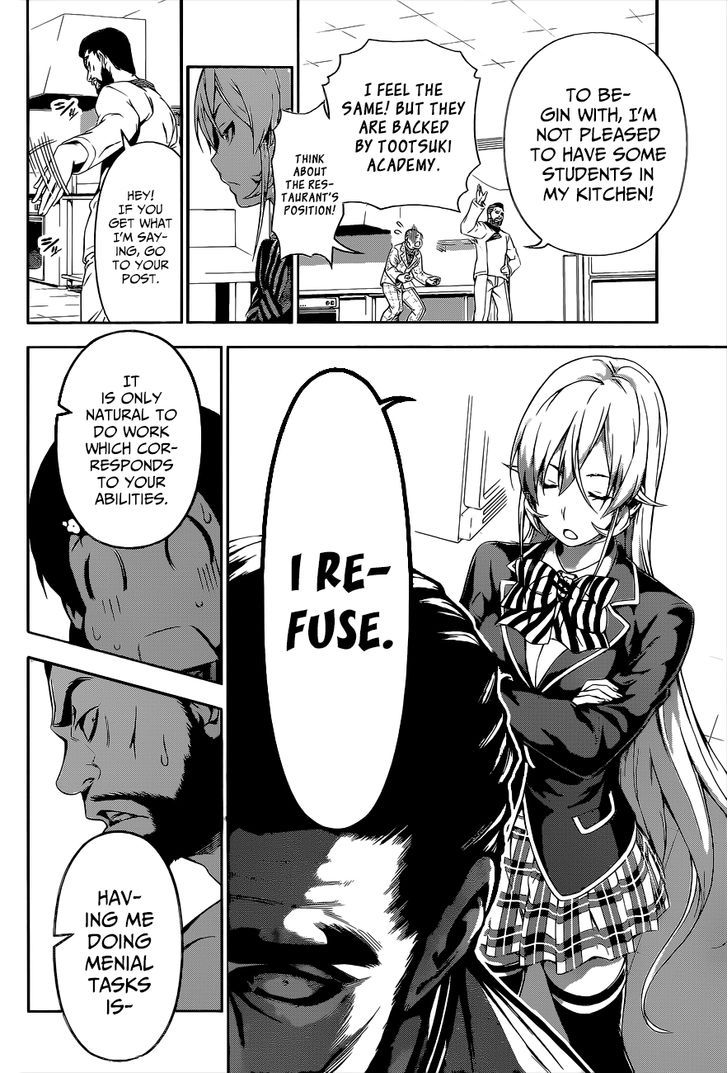 TO BE-
GIN WITH, I'M
NOT PLEASED
TO HAVE SOME
STUDENTS IN
MY KITCHEN!
I FEEL THE
SAME! BUT THEY
ARE BACKED
BY TOOTSUKI
ACADEMY.
THINK
ABOUT
THE RES-
TAURANT'S
POSITION!
HEY!
IF YOU
GET WHAT
I'M SAY-
ING, GO
TO YOUR
POST.
I RE-
FUSE.
IT
IS ONLY
NATURAL TO
DO WORK
WHICH COR-
RESPONDS
TO YOUR
ABILITIES.
HAV-
ING ME
DOING
MENIAL
TASKS
IS-